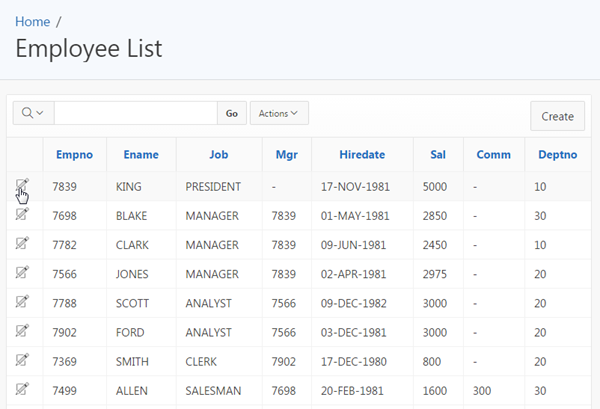 Home /
Employee List
Go Actions Create
Empno Ename Job Mgr Hiredate Sal Comm Deptno
7839 KING PRESIDENT - 17-NOV-1981 5000 - 10
7698 BLAKE MANAGER 7839 01-MAY-1981 2850 - 30
7782 CLARK MANAGER 7839 09-JUN-1981 2450 - 10
7566 JONES MANAGER 7839 02-APR-1981 2975 - 20
7788 SCOTT ANALYST 7566 09-DEC-1982 3000 - 20
7902 FORD ANALYST 7566 03-DEC-1981 3000 - 20
7369 SMITH CLERK 7902 17-DEC-1980 800 - 20
7499 ALLEN SALESMAN 7698 20-FEB-1981 1600 300 30